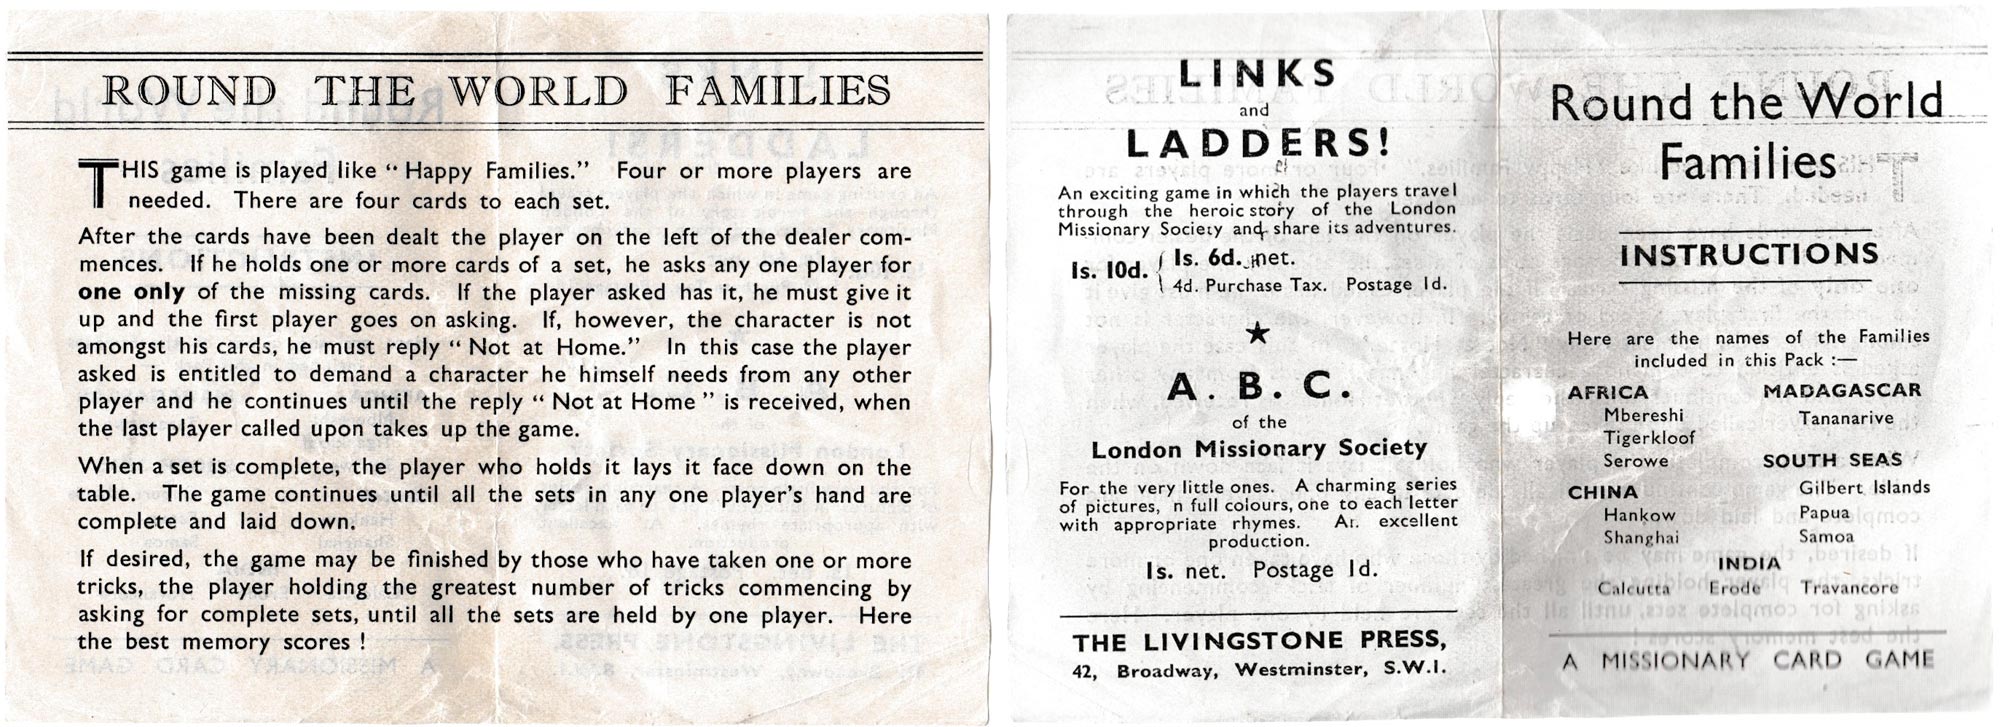 ROUND THE WORLD FAMILIES
THIS game is played like "Happy Families." Four or more players are
needed. There are four cards to each set.
After the cards have been dealt the player on the left of the dealer com-
mences. If he holds one or more cards of a set, he asks any one player for
one only of the missing cards. If the player asked has it, he must give it
up and the first player goes on asking. If, however, the character is not
amongst his cards, he must reply "Not at Home." In this case the player
asked is entitled to demand a character he himself needs from any other
player and he continues until the reply "Not at Home" is received, when
the last player called upon takes up the game.
When a set is complete, the player who holds it lays it face down on the
table. The game continues until all the sets in any one player's hand are
complete and laid down.
If desired, the game may be finished by those who have taken one or more
tricks, the player holding the greatest number of tricks commencing by
asking for complete sets, until all the sets are held by one player. Here
the best memory scores !
LINKS
and
LADDERS!
An exciting game in which the players travel
through the heroic story of the London
Missionary Society and share its adventures.
1s. 10d. { 1s. 6d. net.
4d. Purchase Tax. Postage 1d.
★
A. B. C.
of the
London Missionary Society
For the very little ones. A charming series
of pictures, n full colours, one to each letter
with appropriate rhymes. An excellent
production.
1s. net. Postage 1d.
THE LIVINGSTONE PRESS,
42, Broadway, Westminster, S.W.1.
Round the World
Families
INSTRUCTIONS
Here are the names of the Families
included in this Pack :—
AFRICA
Mbereshi
Tigerkloof
Serowe
CHINA
Hankow
Shanghai
MADAGASCAR
Tananarive
SOUTH SEAS
Gilbert Islands
Papua
Samoa
INDIA
Calcutta Erode Travancore
A MISSIONARY CARD GAME